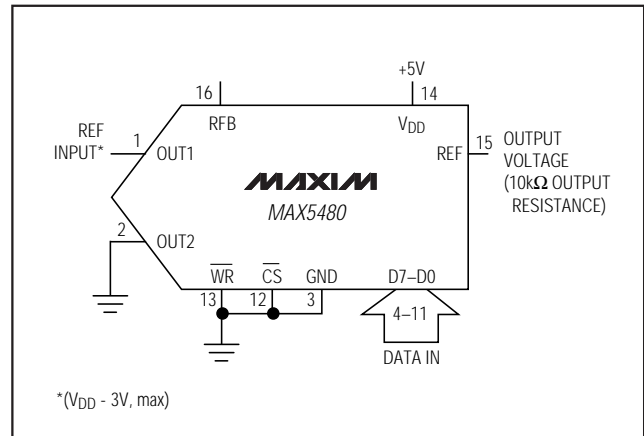 +5V
16
14
RFB
VDD
REF
INPUT*
1
OUT1
REF
15
OUTPUT
VOLTAGE
(10kΩ OUTPUT
RESISTANCE)
MAXIM
MAX5480
2
OUT2
WR
CS
GND
D7–D0
13
12
3
4–11
DATA IN
*(VDD - 3V, max)